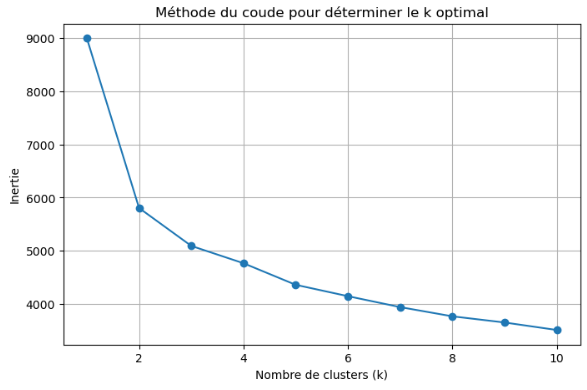 Méthode du coude pour déterminer le k optimal
9000
8000
7000
6000
5000
4000
Inertie
2 4 6 8 10
Nombre de clusters (k)